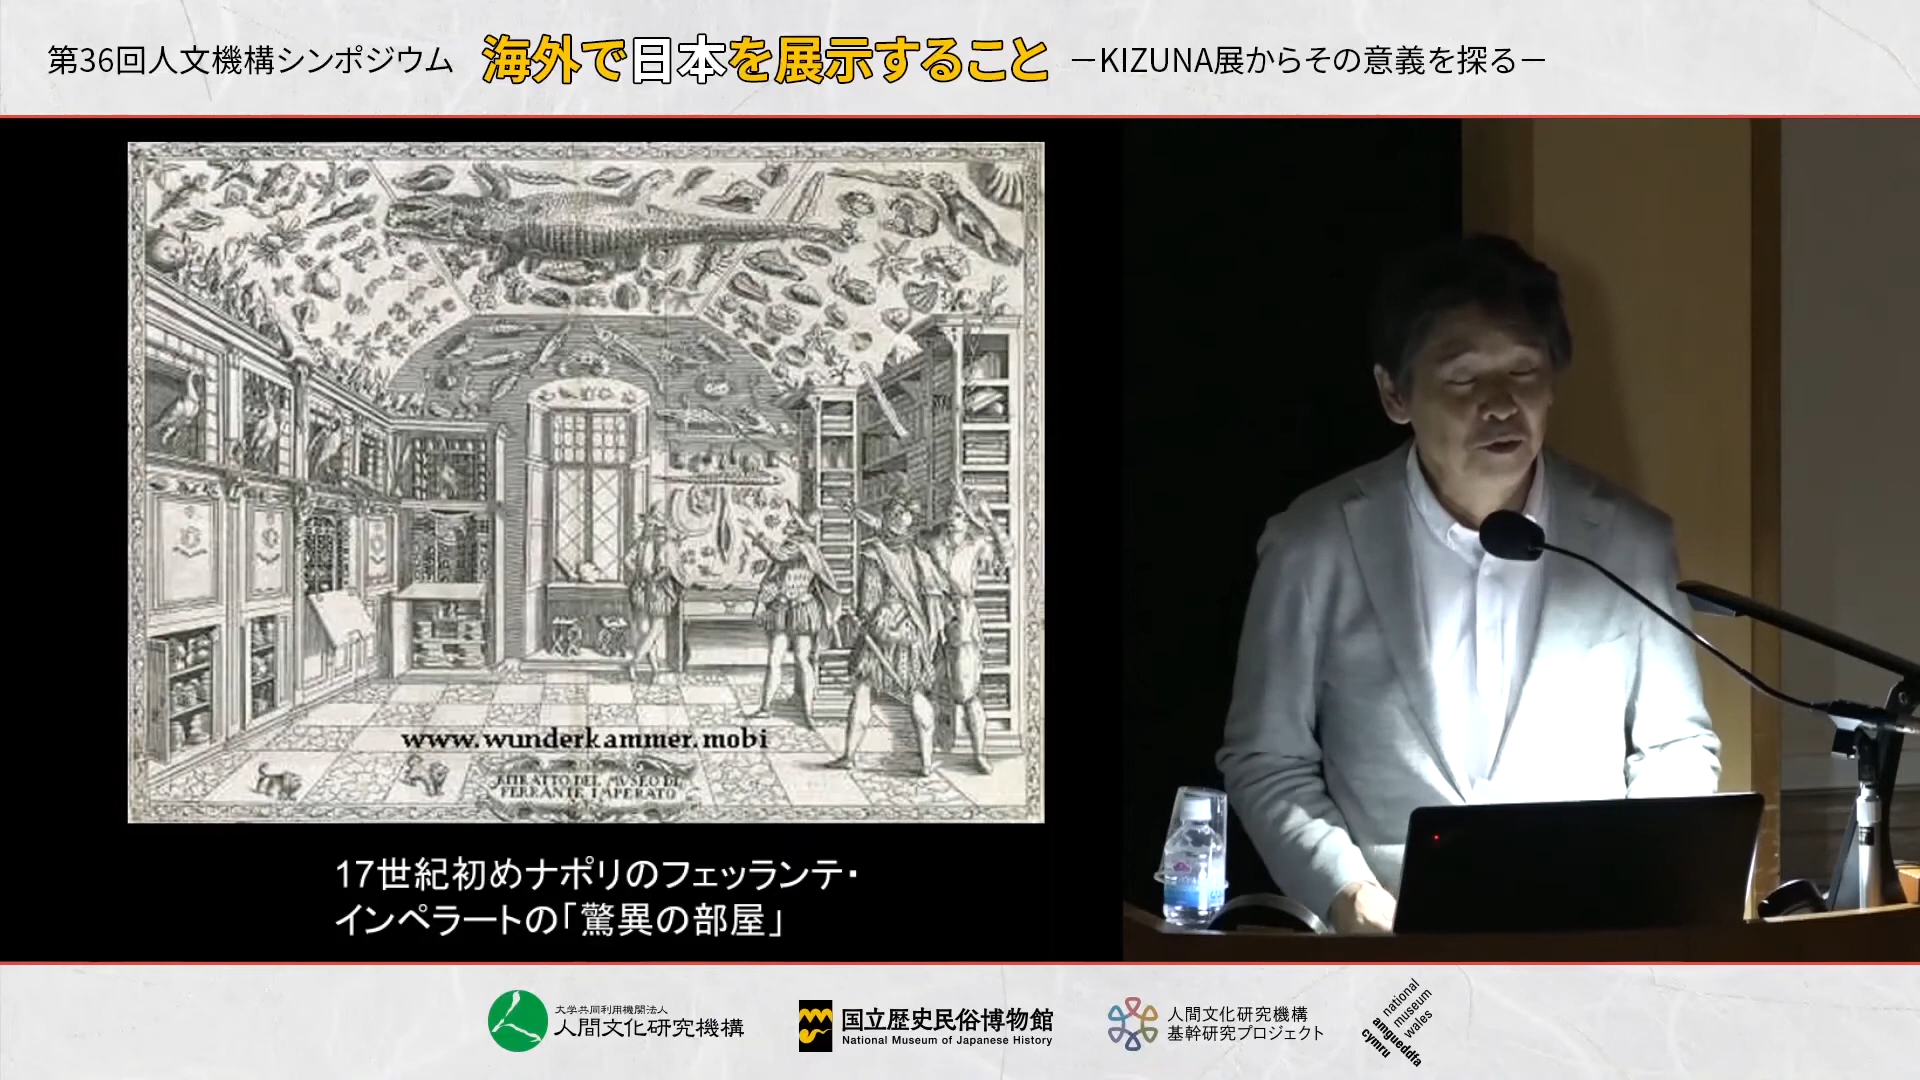 第36回人文機構シンポジウム 海外で日本を展示すること －KIZUNA展からその意義を探る－
www.wunderkammer.mobi
RITRATTO DEL MVSEO DI
FERRANTE IMPERATO
17世紀初めナポリのフェッランテ・
インペラートの「驚異の部屋」
大学共同利用機関法人
人間文化研究機構
国立歴史民俗博物館
National Museum of Japanese History
人間文化研究機構
基幹研究プロジェクト
national
museum
wales
amgueddfa
cymru